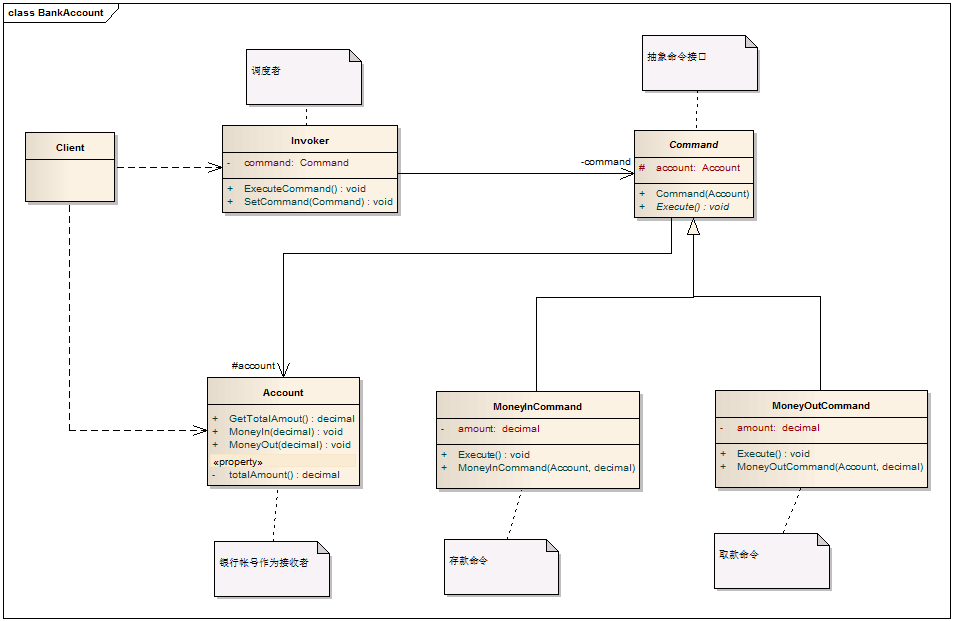 class BankAccount
调度者
抽象命令接口
Client
Invoker
- command: Command
+ ExecuteCommand() : void
+ SetCommand(Command) : void
-command
Command
# account: Account
+ Command(Account)
+ Execute() : void
#account
Account
+ GetTotalAmout() : decimal
+ MoneyIn(decimal) : void
+ MoneyOut(decimal) : void
«property»
- totalAmount() : decimal
MoneyInCommand
- amount: decimal
+ Execute() : void
+ MoneyInCommand(Account, decimal)
MoneyOutCommand
- amount: decimal
+ Execute() : void
+ MoneyOutCommand(Account, decimal)
银行帐号作为接收者
存款命令
取款命令